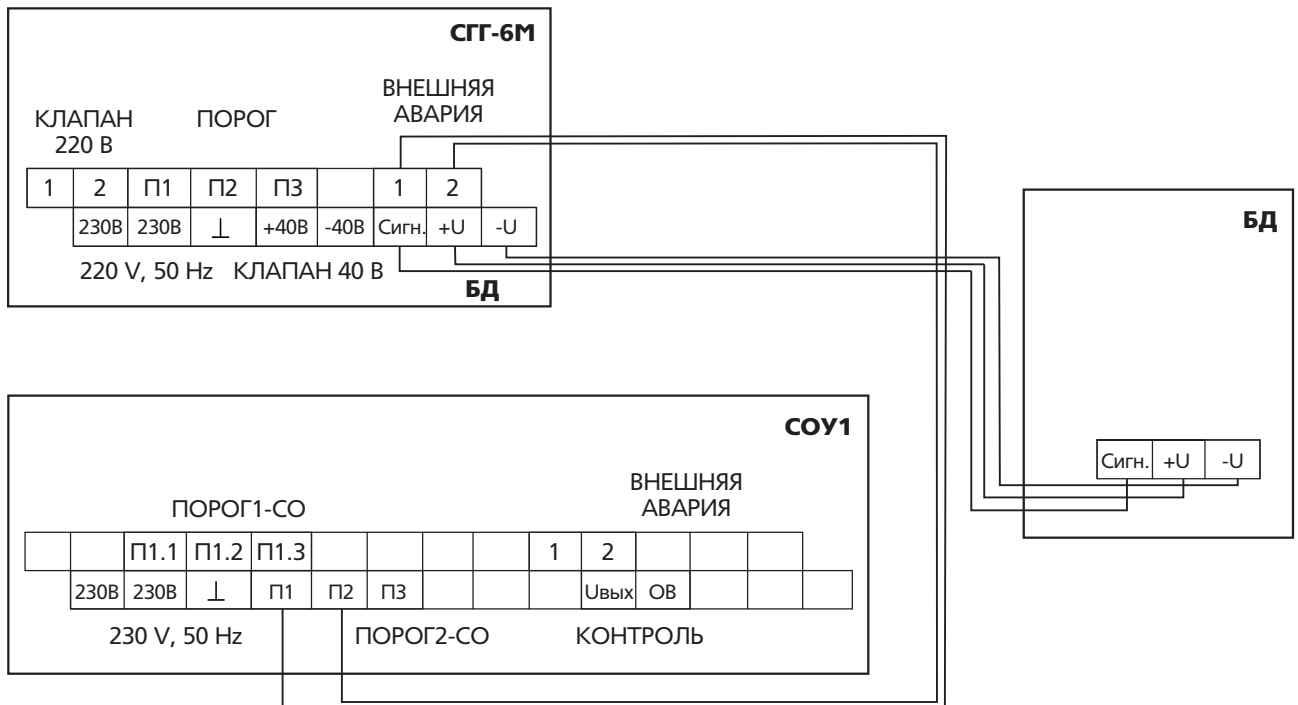 СГГ-6М
ВНЕШНЯЯ
АВАРИЯ
КЛАПАН
220 В
ПОРОГ
1 2 П1 П2 П3 1 2
230В 230В ⊥ +40В -40В Сигн. +U -U
220 V, 50 Hz КЛАПАН 40 В
БД
БД
Сигн. +U -U
СОУ1
ВНЕШНЯЯ
АВАРИЯ
ПОРОГ1-СО
П1.1 П1.2 П1.3 1 2
230В 230В ⊥ П1 П2 П3 Uвых ОВ
230 V, 50 Hz ПОРОГ2-СО КОНТРОЛЬ